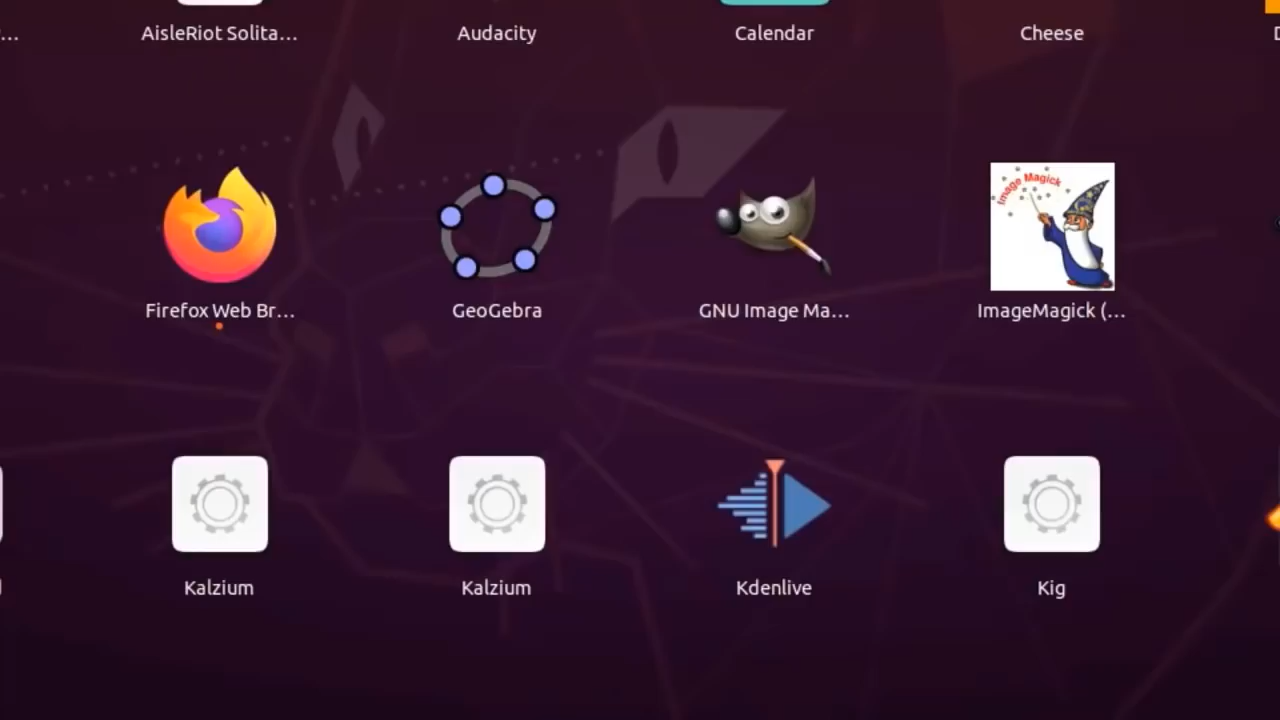 AisleRiot Solita...
Audacity
Calendar
Cheese
Image Magick
Firefox Web Br...
GeoGebra
GNU Image Ma...
ImageMagick (...
Kalzium
Kalzium
Kdenlive
Kig